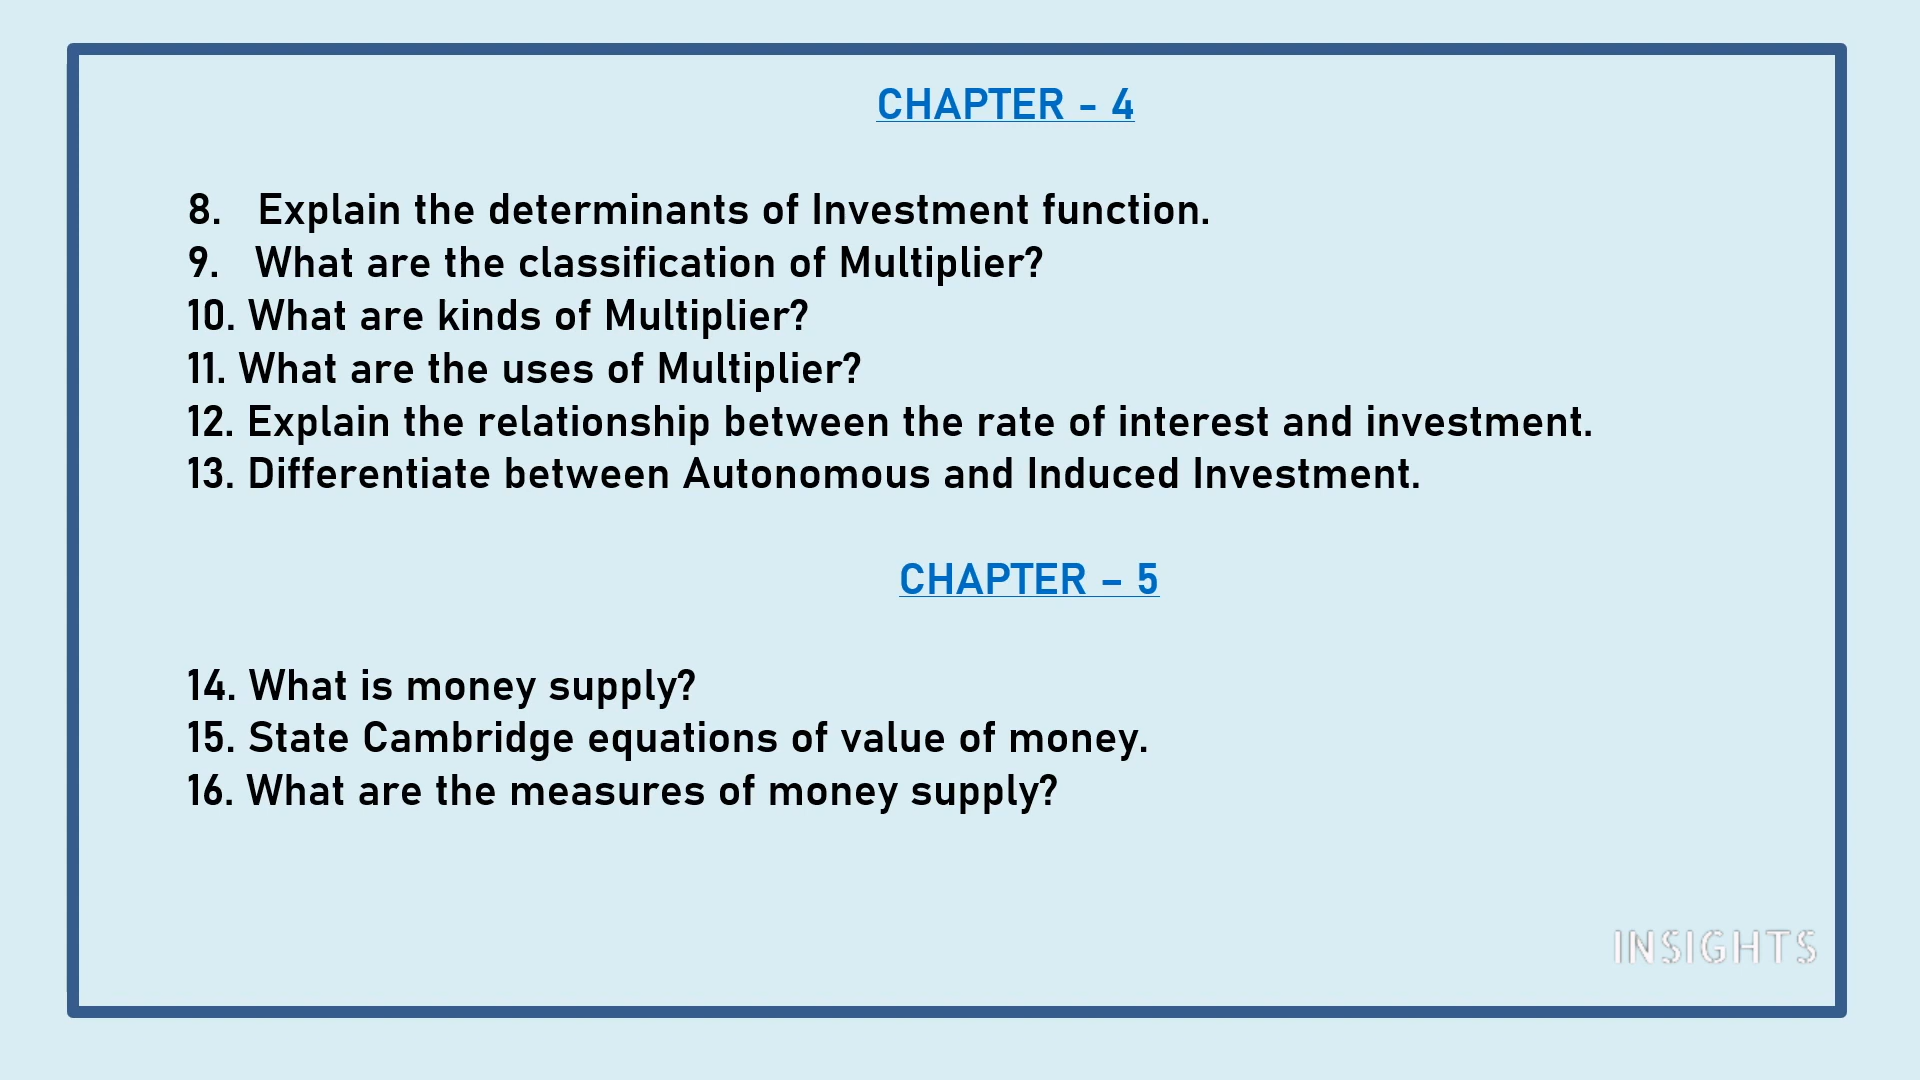 CHAPTER - 4
8. Explain the determinants of Investment function.
9. What are the classification of Multiplier?
10. What are kinds of Multiplier?
11. What are the uses of Multiplier?
12. Explain the relationship between the rate of interest and investment.
13. Differentiate between Autonomous and Induced Investment.
CHAPTER – 5
14. What is money supply?
15. State Cambridge equations of value of money.
16. What are the measures of money supply?
INSIGHTS